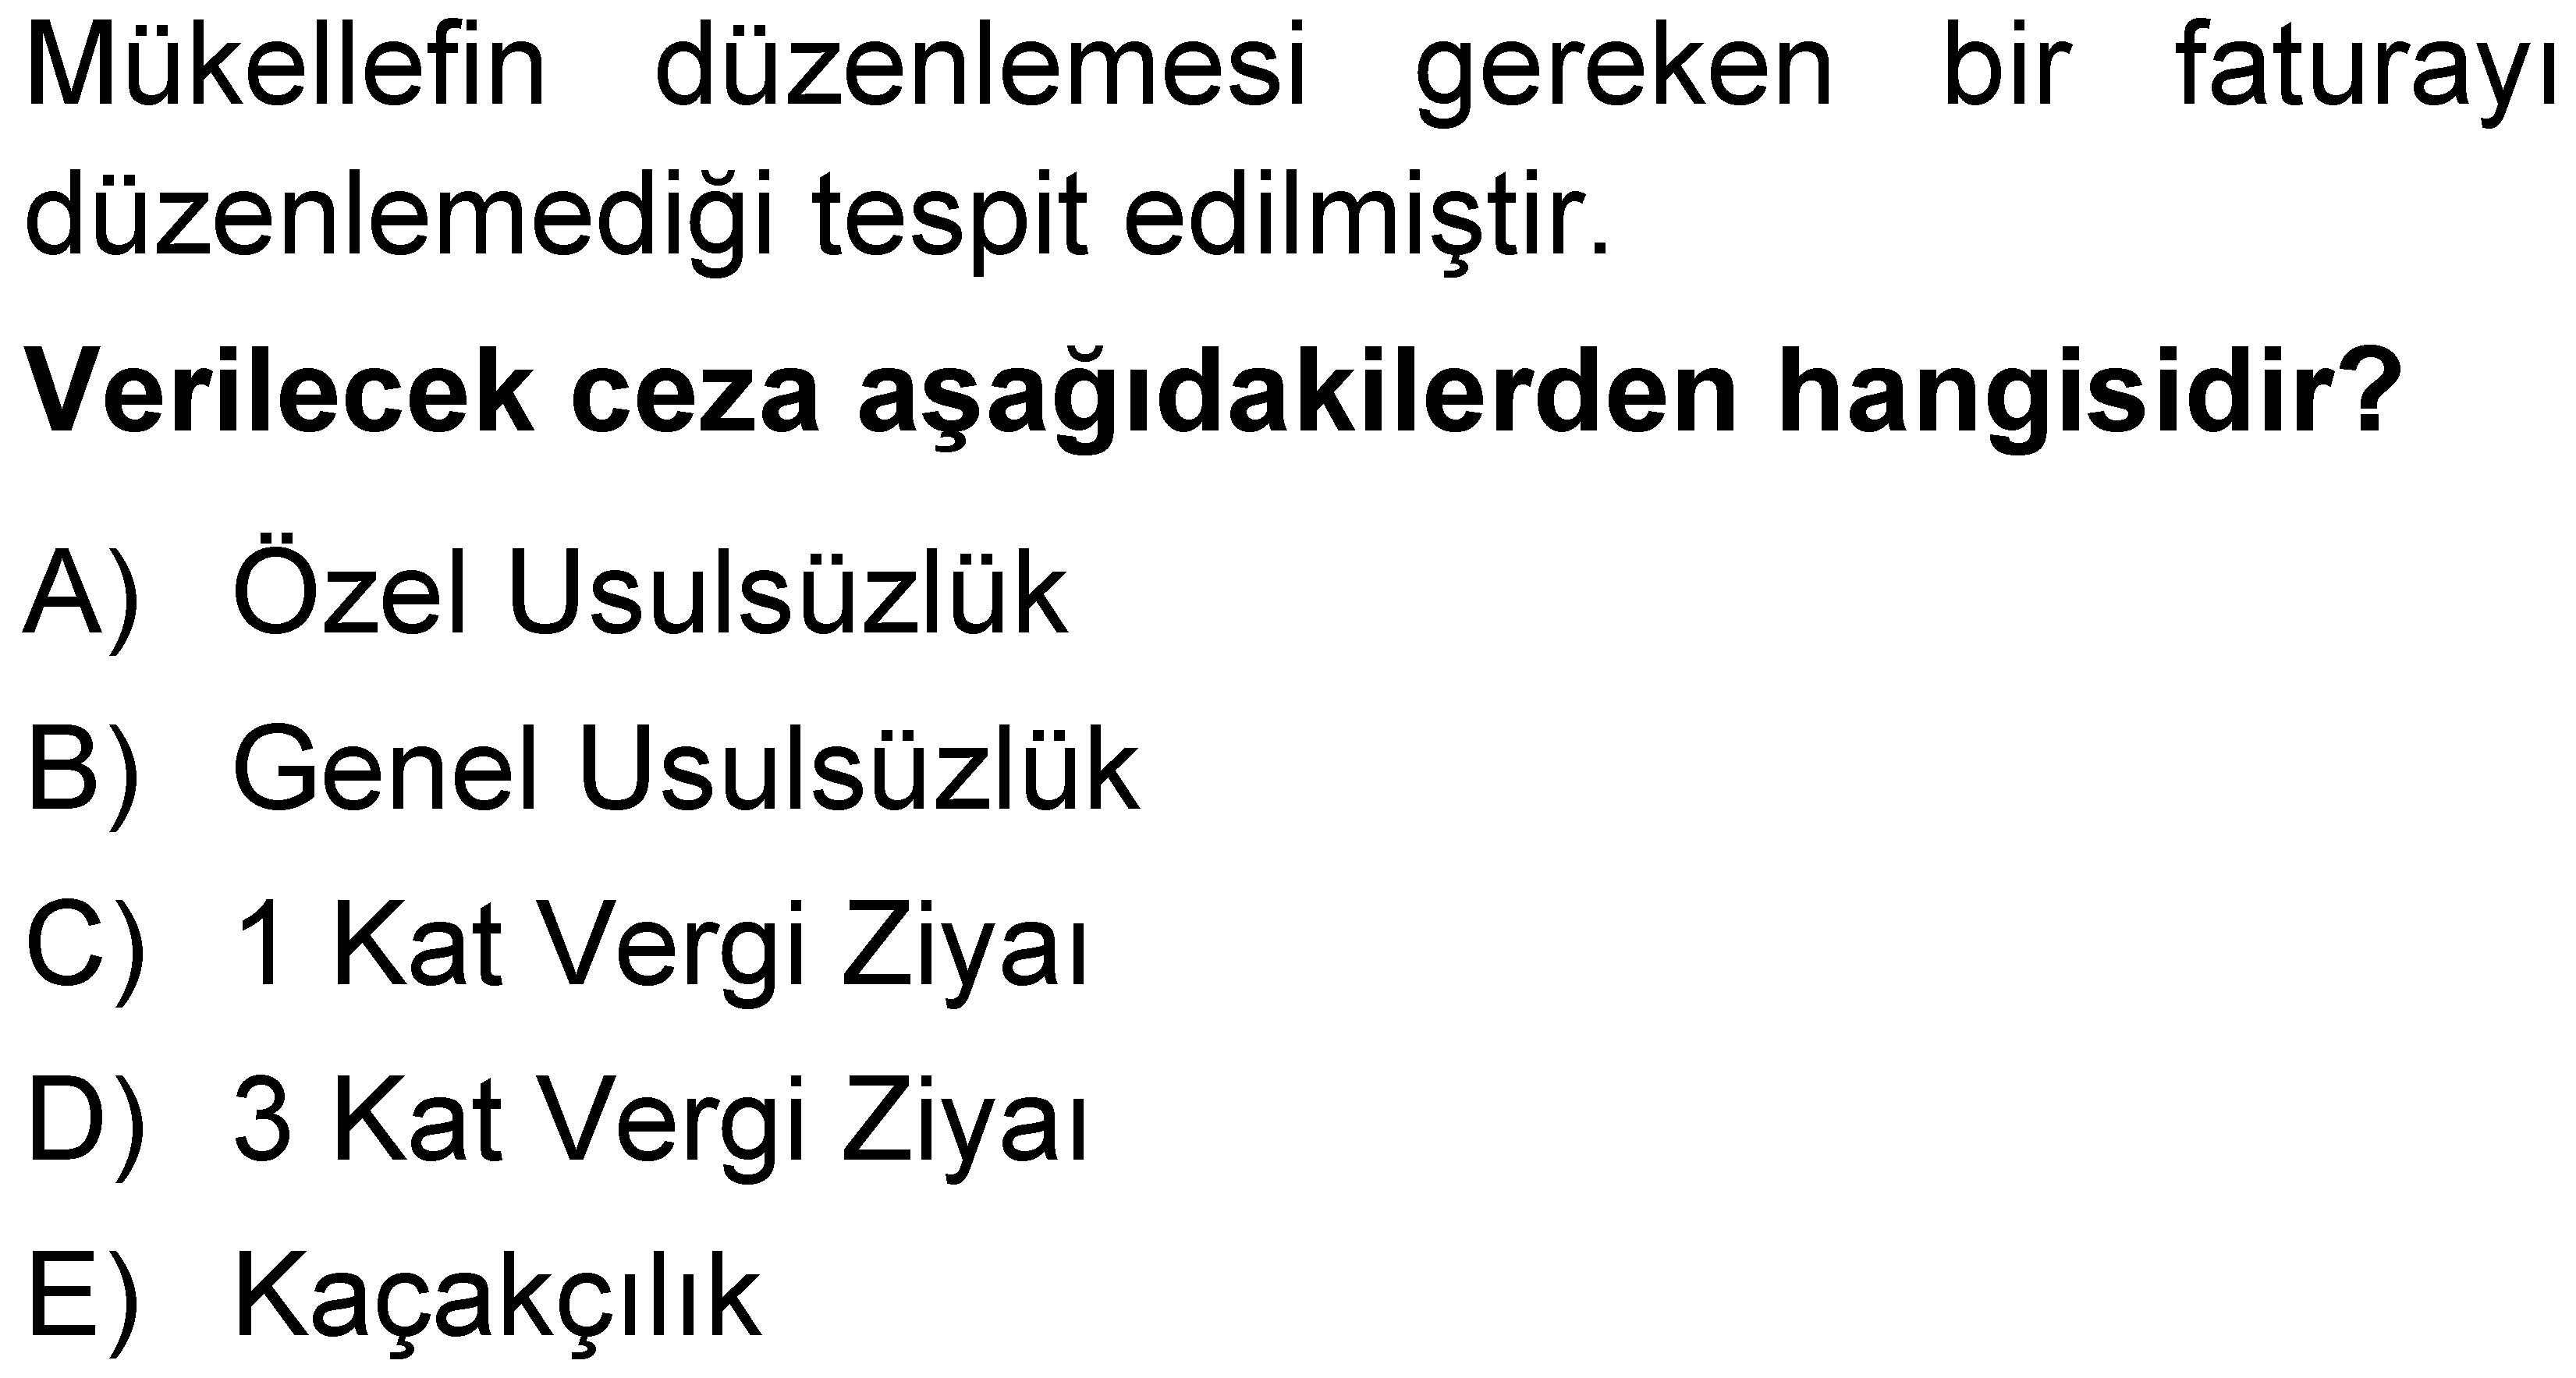 Mükellefin düzenlemesi gereken bir faturayı
düzenlemediği tespit edilmiştir.
Verilecek ceza aşağıdakilerden hangisidir?
A) Özel Usulsüzlük
B) Genel Usulsüzlük
C) 1 Kat Vergi Ziyaı
D) 3 Kat Vergi Ziyaı
E) Kaçakçılık